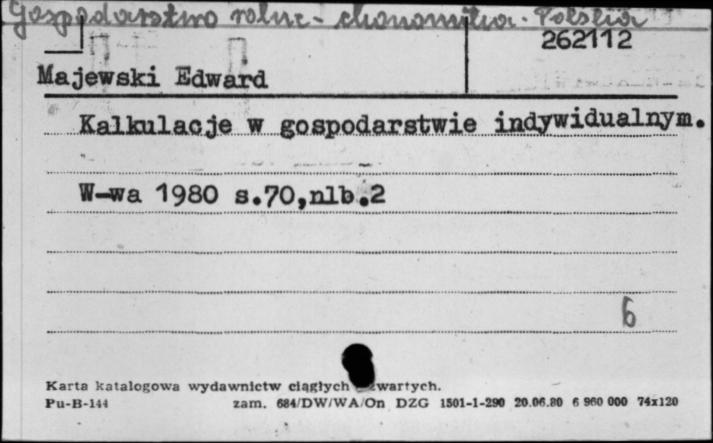 Gospodarstwo rolne - ekonomika - Polska
262112
Majewski Edward
Kalkulacje w gospodarstwie indywidualnym.
W-wa 1980 s.70,nlb.2
6
Karta katalogowa wydawnictw ciągłych zwartych.
Pu-B-144 zam. 684/DW/WA/On DZG 1501-1-290 20.06.80 6 960 000 74x120